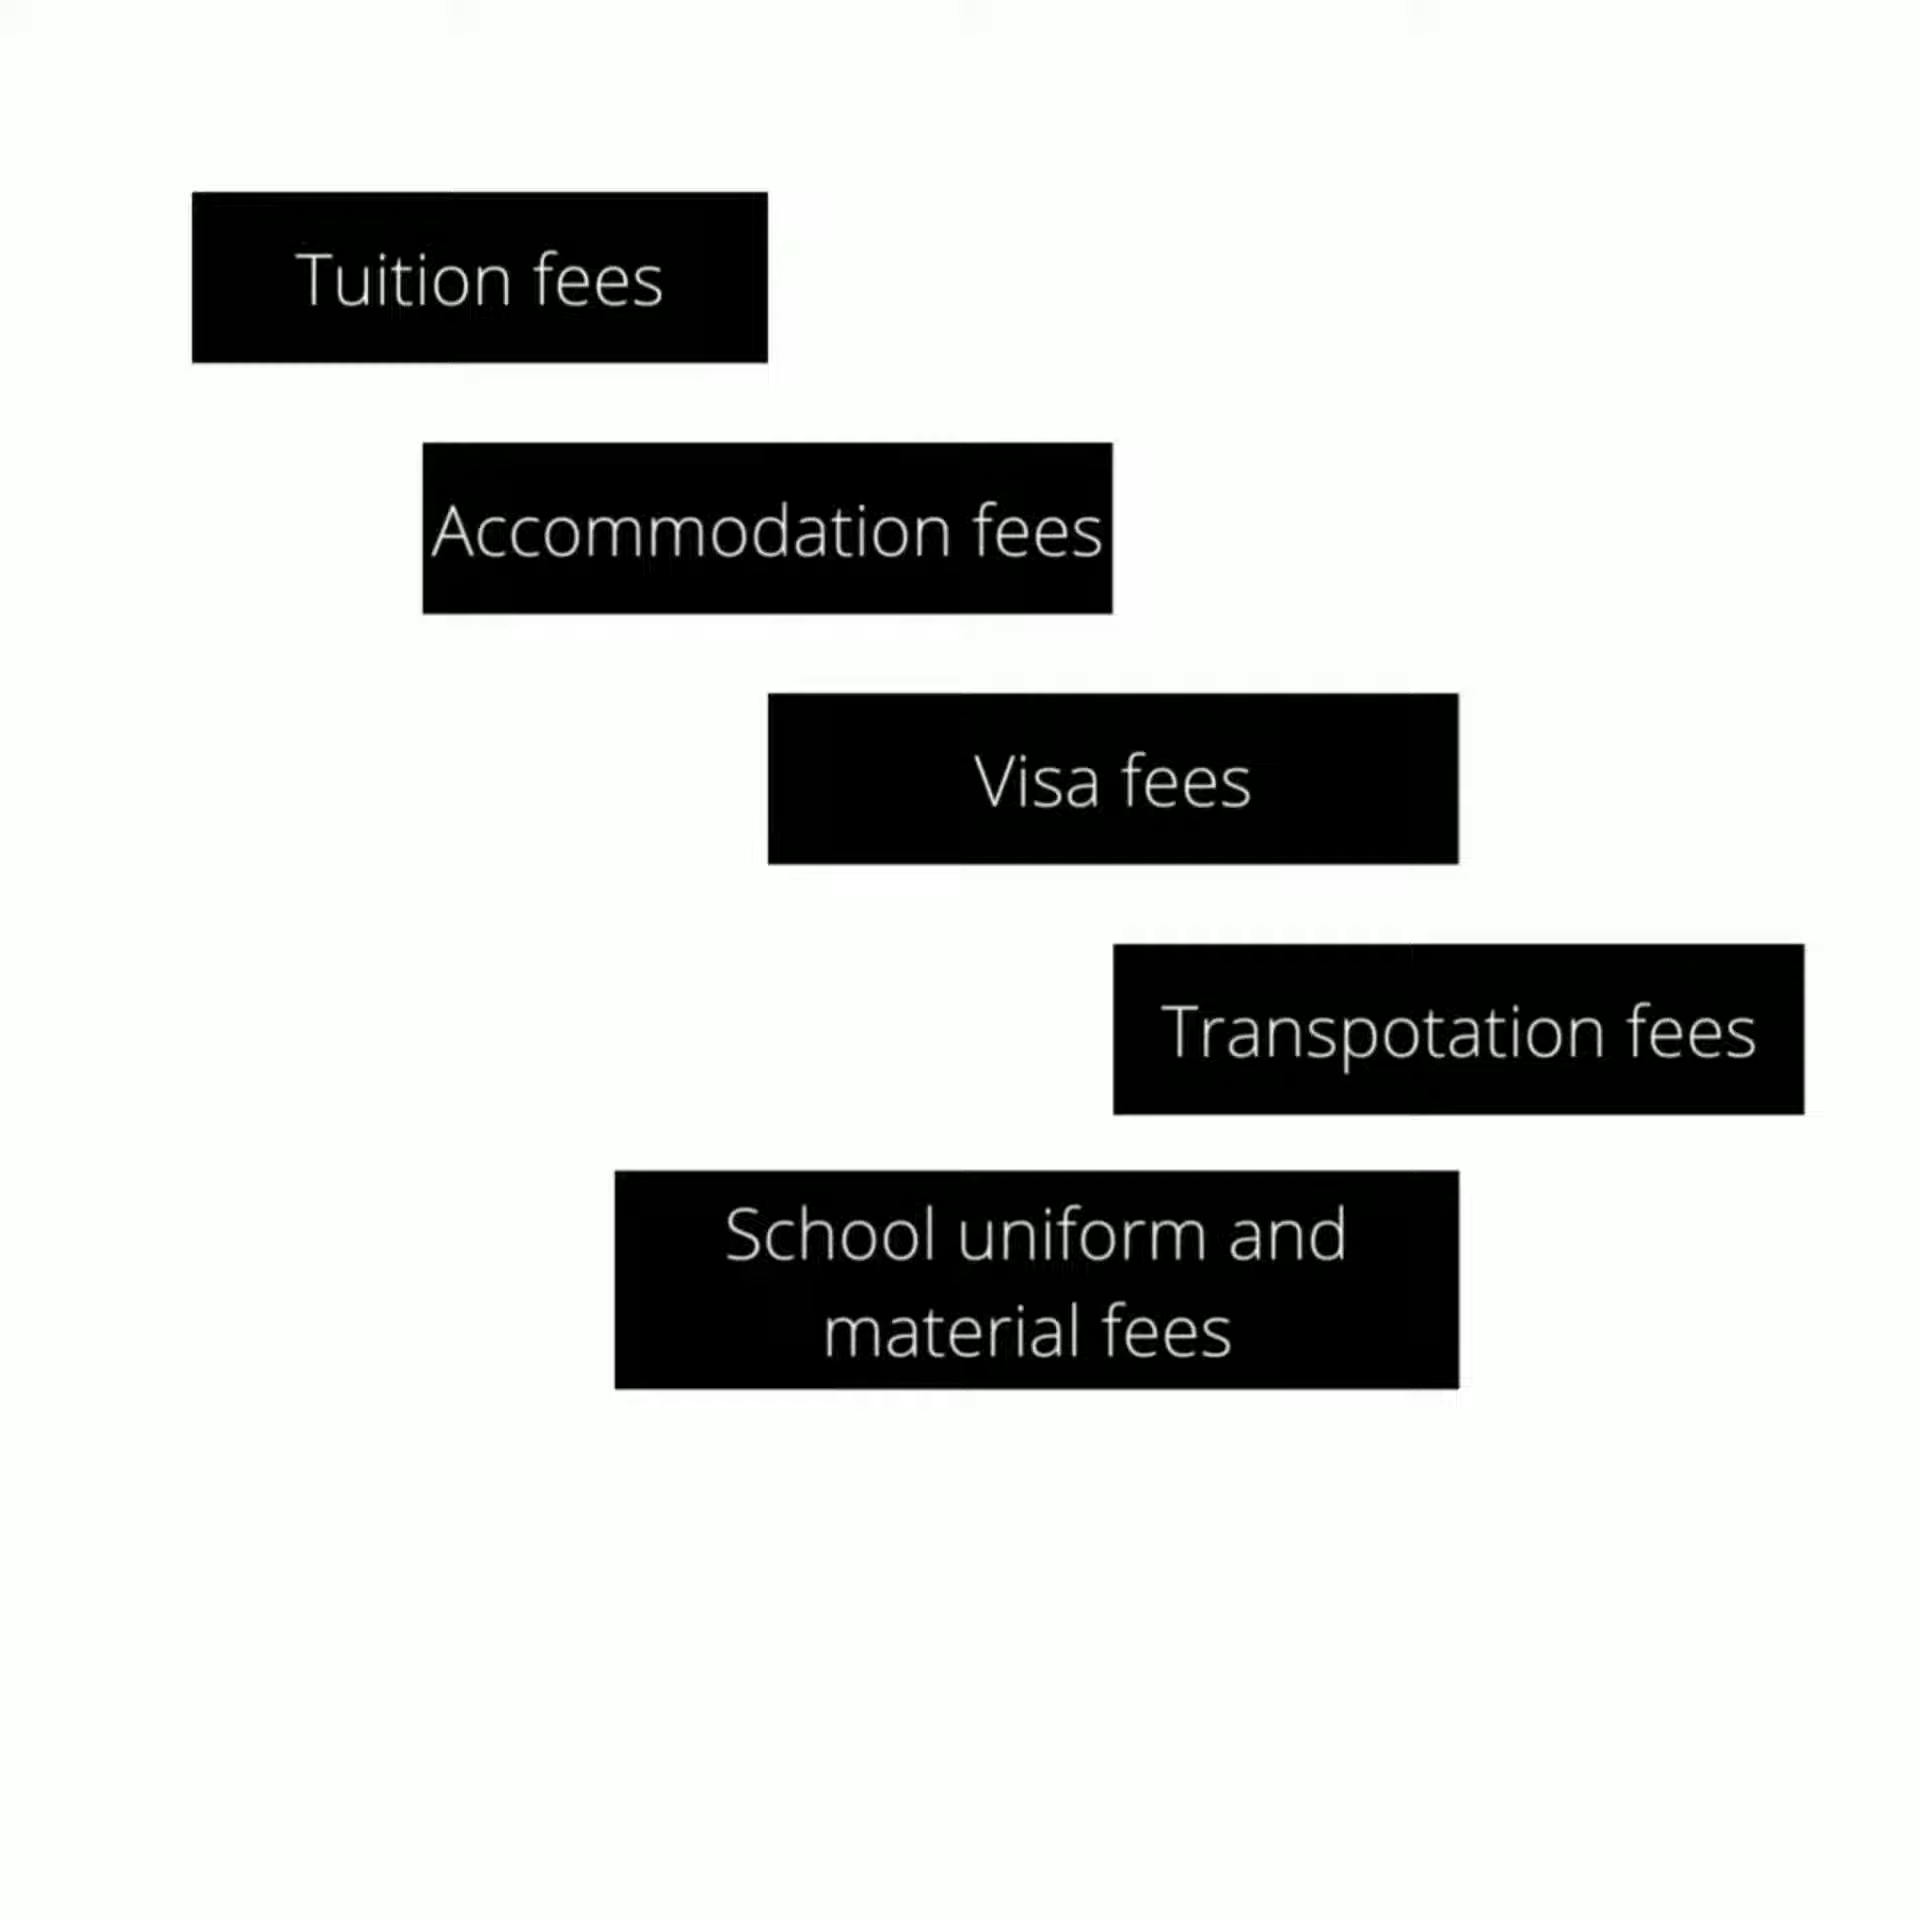 Tuition fees
Accommodation fees
Visa fees
Transpotation fees
School uniform and
material fees